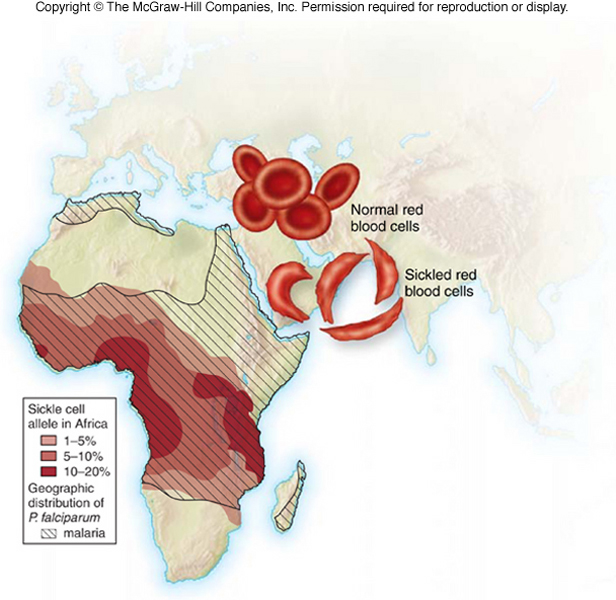 Copyright © The McGraw-Hill Companies, Inc. Permission required for reproduction or display.
Normal red
blood cells
Sickled red
blood cells
Sickle cell
allele in Africa
1–5%
5–10%
10–20%
Geographic
distribution of
P. falciparum
malaria